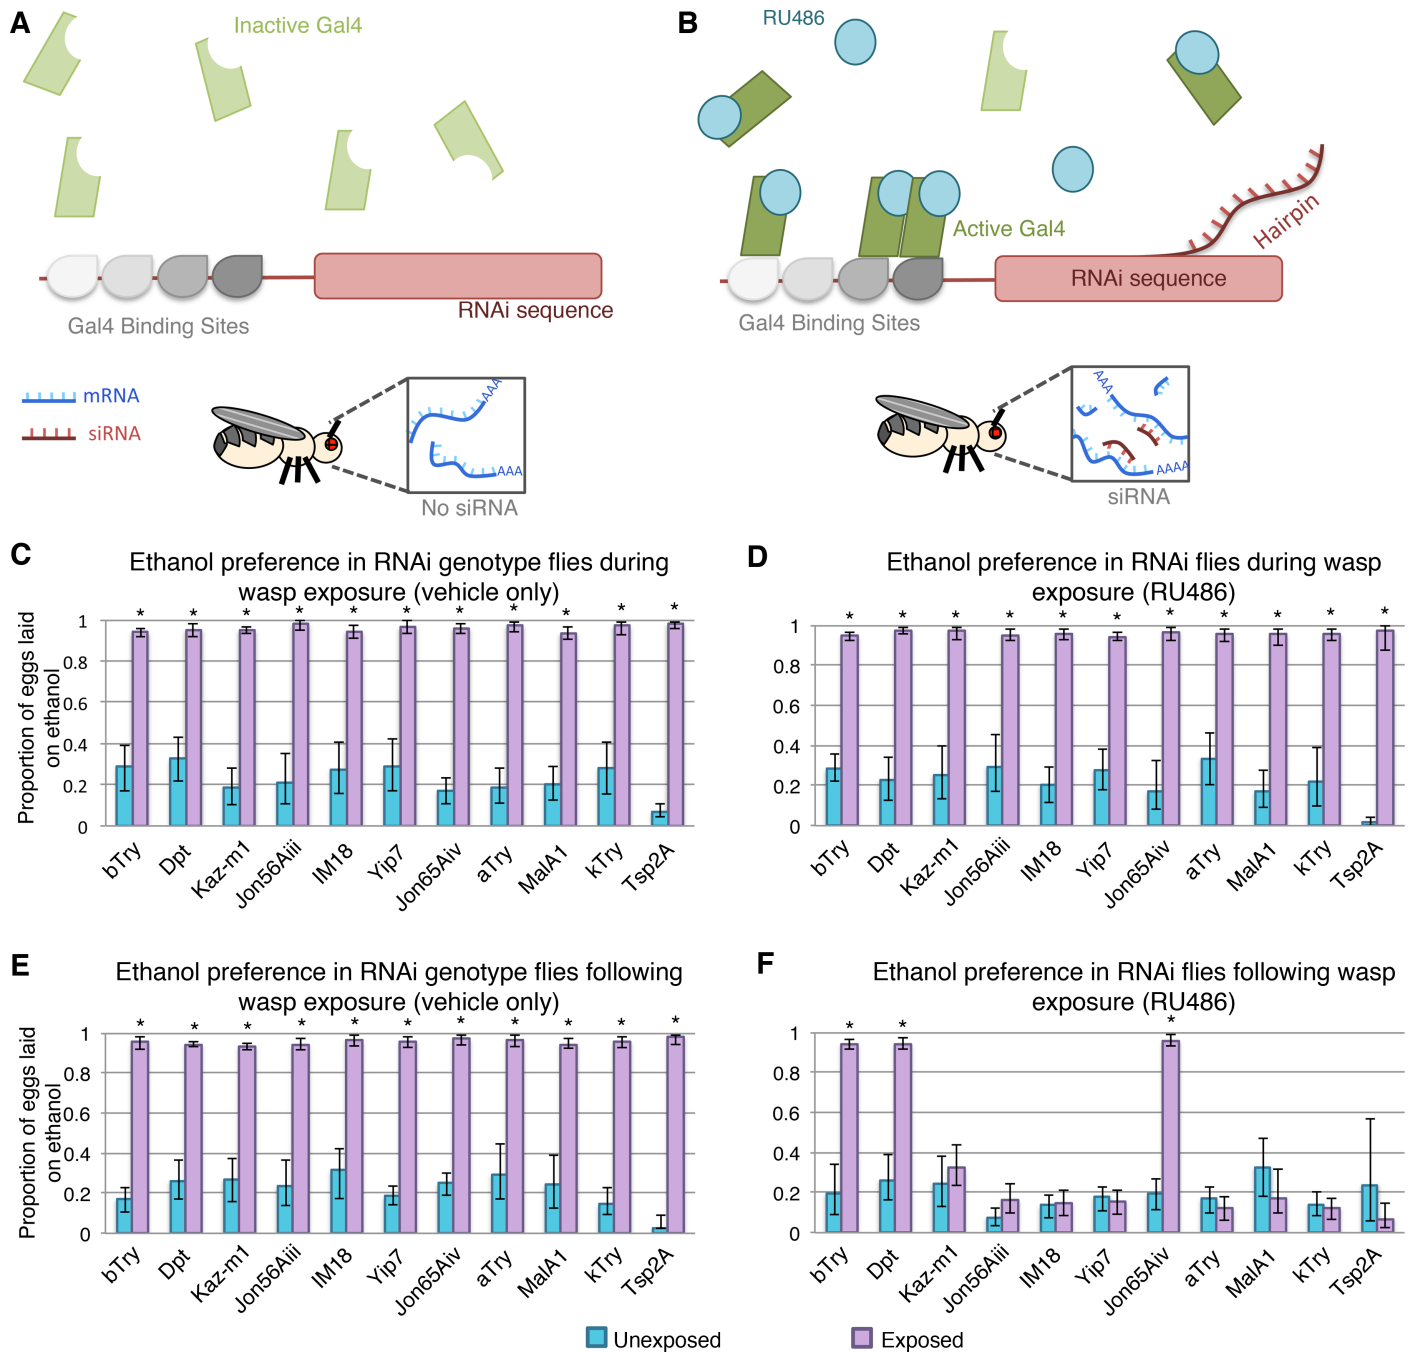 A
Inactive Gal4
Gal4 Binding Sites
RNAi sequence
mRNA
siRNA
AAA
AAA
No siRNA
B
RU486
Active Gal4
Hairpin
RNAi sequence
Gal4 Binding Sites
AAA
AAAA
siRNA
C
Ethanol preference in RNAi genotype flies during
wasp exposure (vehicle only)
Proportion of eggs laid
on ethanol
* * * * * * * * * * *
1
0.8
0.6
0.4
0.2
0
bTry
Dpt
Kaz-m1
Jon56Aiii
IM18
Yip7
Jon65Aiv
aTry
MalA1
kTry
Tsp2A
D
Ethanol preference in RNAi flies during wasp
exposure (RU486)
* * * * * * * * * * *
1
0.8
0.6
0.4
0.2
0
bTry
Dpt
Kaz-m1
Jon56Aiii
IM18
Yip7
Jon65Aiv
aTry
MalA1
kTry
Tsp2A
E
Ethanol preference in RNAi genotype flies following
wasp exposure (vehicle only)
Proportion of eggs laid
on ethanol
* * * * * * * * * * *
1
0.8
0.6
0.4
0.2
0
bTry
Dpt
Kaz-m1
Jon56Aiii
IM18
Yip7
Jon65Aiv
aTry
MalA1
kTry
Tsp2A
F
Ethanol preference in RNAi flies following wasp
exposure (RU486)
* * *
1
0.8
0.6
0.4
0.2
0
bTry
Dpt
Kaz-m1
Jon56Aiii
IM18
Yip7
Jon65Aiv
aTry
MalA1
kTry
Tsp2A
Unexposed
Exposed